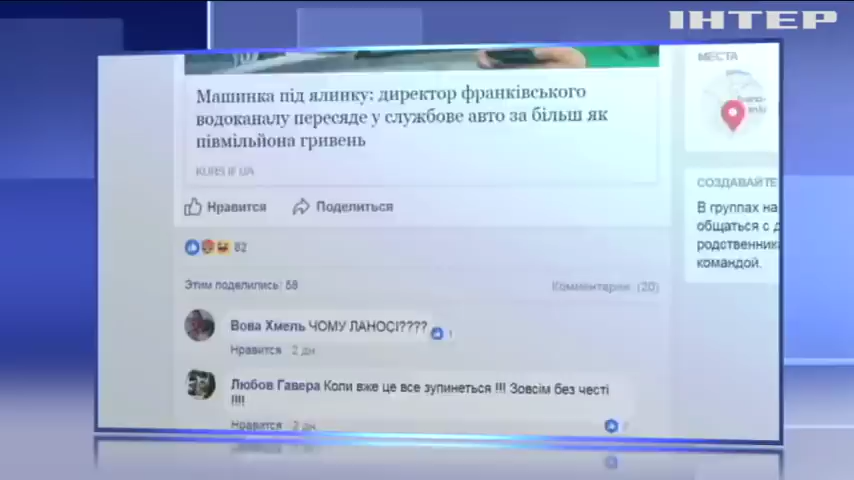 ІНТЕР
МЕСТА
Машинка під ялинку: директор франківського
водоканалу пересяде у службове авто за більш як
півмільйона гривень
KURS.IF.UA
СОЗДАВАЙТЕ
Нравится Поделиться
В группах на
общаться с
родственник
командой.
82
Этим поделились: 58
Комментарии (20)
Вова Хмель ЧОМУ ЛАНОСІ????
1
Нравится 2 дн.
Любов Гавера Коли вже це все зупинеться !!! Зовсім без честі
!!!!
Нравится 2 дн.